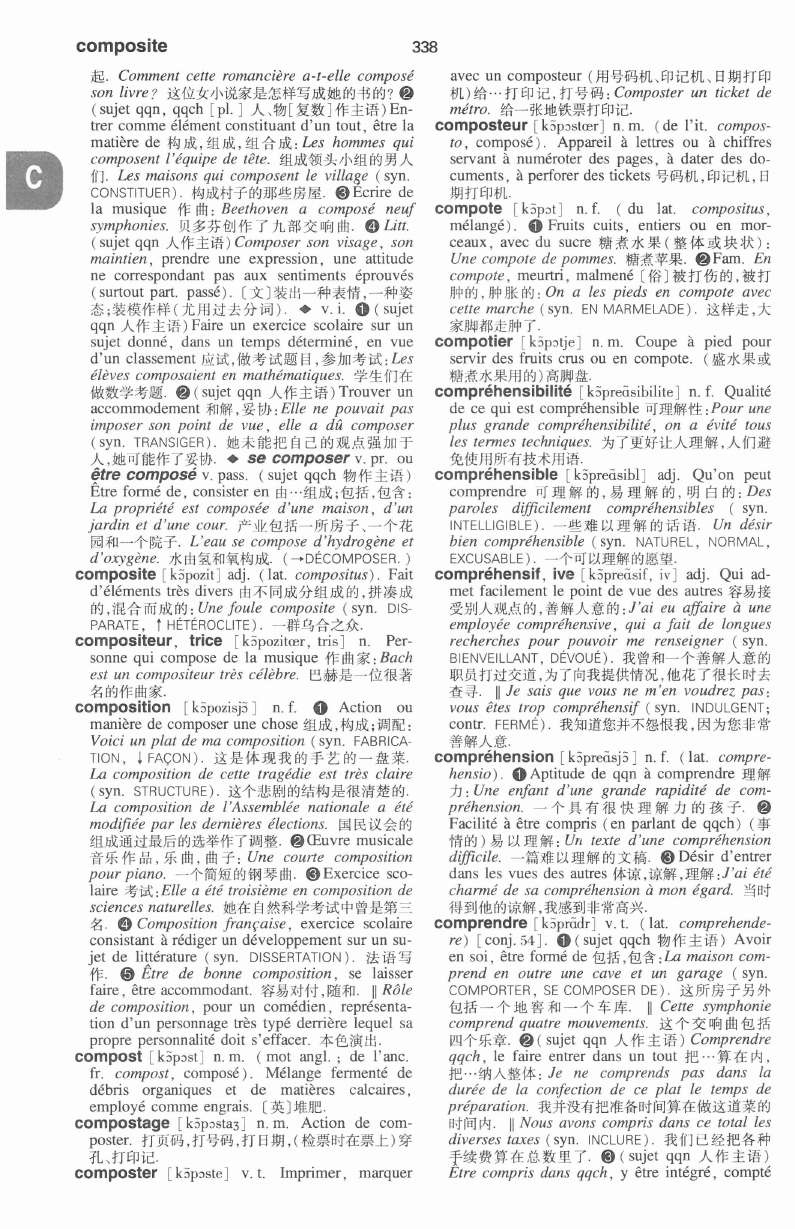 composite
338
C
起. Comment cette romancière a-t-elle composé
son livre? 这位女小说家是怎样写成她的书的? ❷
(sujet qqn, qqch [pl.] 人、物[复数]作主语) En-
trer comme élément constituant d'un tout, être la
matière de 构成,组成,组合成: Les hommes qui
composent l'équipe de tête. 组成领头小组的男人
们. Les maisons qui composent le village (syn.
CONSTITUER). 构成村子的那些房屋. ❸ Ecrire de
la musique 作曲: Beethoven a composé neuf
symphonies. 贝多芬创作了九部交响曲. ❹ Litt.
(sujet qqn 人作主语) Composer son visage, son
maintien, prendre une expression, une attitude
ne correspondant pas aux sentiments éprouvés
(surtout part. passé). [文]装出一种表情,一种姿
态;装模作样(尤用过去分词). ◆ v. i. ❶ (sujet
qqn 人作主语) Faire un exercice scolaire sur un
sujet donné, dans un temps déterminé, en vue
d'un classement 应试,做考试题目,参加考试: Les
élèves composaient en mathématiques. 学生们在
做数学考题. ❷ (sujet qqn 人作主语) Trouver un
accommodement 和解,妥协: Elle ne pouvait pas
imposer son point de vue, elle a dû composer
(syn. TRANSIGER). 她未能把自己的观点强加于
人,她可能作了妥协. ◆ se composer v. pr. ou
être composé v. pass. (sujet qqch 物作主语)
Être formé de, consister en 由…组成;包括,包含:
La propriété est composée d'une maison, d'un
jardin et d'une cour. 产业包括一所房子、一个花
园和一个院子. L'eau se compose d'hydrogène et
d'oxygène. 水由氢和氧构成. (→DÉCOMPOSER.)
composite [kɔ̃pozit] adj. (lat. compositus). Fait
d'éléments très divers 由不同成分组成的,拼凑成
的,混合而成的: Une foule composite (syn. DIS-
PARATE, ↑ HÉTÉROCLITE). 一群乌合之众.
compositeur, trice [kɔ̃pozitœr, tris] n. Per-
sonne qui compose de la musique 作曲家: Bach
est un compositeur très célèbre. 巴赫是一位很著
名的作曲家.
composition [kɔ̃pozisjɔ̃] n. f. ❶ Action ou
manière de composer une chose 组成,构成;调配:
Voici un plat de ma composition (syn. FABRICA-
TION, ↓ FAÇON). 这是体现我的手艺的一盘菜.
La composition de cette tragédie est très claire
(syn. STRUCTURE). 这个悲剧的结构是很清楚的.
La composition de l'Assemblée nationale a été
modifiée par les dernières élections. 国民议会的
组成通过最后的选举作了调整. ❷ Œuvre musicale
音乐作品,乐曲,曲子: Une courte composition
pour piano. 一个简短的钢琴曲. ❸ Exercice sco-
laire 考试: Elle a été troisième en composition de
sciences naturelles. 她在自然科学考试中曾是第三
名. ❹ Composition française, exercice scolaire
consistant à rédiger un développement sur un su-
jet de littérature (syn. DISSERTATION). 法语写
作. ❺ Être de bonne composition, se laisser
faire, être accommodant. 容易对付,随和. ‖ Rôle
de composition, pour un comédien, représenta-
tion d'un personnage très typé derrière lequel sa
propre personnalité doit s'effacer. 本色演出.
compost [kɔ̃pɔst] n. m. (mot angl.; de l'anc.
fr. compost, composé). Mélange fermenté de
débris organiques et de matières calcaires,
employé comme engrais. [英]堆肥.
compostage [kɔ̃pɔstaʒ] n. m. Action de com-
poster. 打页码,打号码,打日期,(检票时在票上)穿
孔、打印记.
composter [kɔ̃pɔste] v. t. Imprimer, marquer
avec un composteur (用号码机、印记机、日期打印
机)给…打印记,打号码: Composter un ticket de
métro. 给一张地铁票打印记.
composteur [kɔ̃pɔstœr] n. m. (de l'it. compos-
to, composé). Appareil à lettres ou à chiffres
servant à numéroter des pages, à dater des do-
cuments, à perforer des tickets 号码机,印记机,日
期打印机.
compote [kɔ̃pɔt] n. f. (du lat. compositus,
mélangé). ❶ Fruits cuits, entiers ou en mor-
ceaux, avec du sucre 糖煮水果(整体或块状):
Une compote de pommes. 糖煮苹果. ❷ Fam. En
compote, meurtri, malmené [俗]被打伤的,被打
肿的,肿胀的: On a les pieds en compote avec
cette marche (syn. EN MARMELADE). 这样走,大
家脚都走肿了.
compotier [kɔ̃pɔtje] n. m. Coupe à pied pour
servir des fruits crus ou en compote. (盛水果或
糖煮水果用的)高脚盘.
compréhensibilité [kɔ̃preɑ̃sibilite] n. f. Qualité
de ce qui est compréhensible 可理解性: Pour une
plus grande compréhensibilité, on a évité tous
les termes techniques. 为了更好让人理解,人们避
免使用所有技术用语.
compréhensible [kɔ̃preɑ̃sibl] adj. Qu'on peut
comprendre 可理解的,易理解的,明白的: Des
paroles difficilement compréhensibles (syn.
INTELLIGIBLE). 一些难以理解的话语. Un désir
bien compréhensible (syn. NATUREL, NORMAL,
EXCUSABLE). 一个可以理解的愿望.
compréhensif, ive [kɔ̃preɑ̃sif, iv] adj. Qui ad-
met facilement le point de vue des autres 容易接
受别人观点的,善解人意的: J'ai eu affaire à une
employée compréhensive, qui a fait de longues
recherches pour pouvoir me renseigner (syn.
BIENVEILLANT, DÉVOUÉ). 我曾和一个善解人意的
职员打过交道,为了向我提供情况,他花了很长时去
查寻. ‖ Je sais que vous ne m'en voudrez pas:
vous êtes trop compréhensif (syn. INDULGENT;
contr. FERMÉ). 我知道您并不怨恨我,因为您非常
善解人意.
compréhension [kɔ̃preɑ̃sjɔ̃] n. f. (lat. compre-
hensio). ❶ Aptitude de qqn à comprendre 理解
力: Une enfant d'une grande rapidité de com-
préhension. 一个具有很快理解力的孩子. ❷
Facilité à être compris (en parlant de qqch) (事
情的)易以理解: Un texte d'une compréhension
difficile. 一篇难以理解的文稿. ❸ Désir d'entrer
dans les vues des autres 体谅,谅解,理解: J'ai été
charmé de sa compréhension à mon égard. 当时
得到他的谅解,我感到非常高兴.
comprendre [kɔ̃prɑ̃dr] v. t. (lat. comprehende-
re) [conj. 54]. ❶ (sujet qqch 物作主语) Avoir
en soi, être formé de 包括,包含: La maison com-
prend en outre une cave et un garage (syn.
COMPORTER, SE COMPOSER DE). 这所房子另外
包括一个地窖和一个车库. ‖ Cette symphonie
comprend quatre mouvements. 这个交响曲包括
四个乐章. ❷ (sujet qqn 人作主语) Comprendre
qqch, le faire entrer dans un tout 把…算在内,
把…纳入整体: Je ne comprends pas dans la
durée de la confection de ce plat le temps de
préparation. 我并没有把准备时间算在做这道菜的
时间内. ‖ Nous avons compris dans ce total les
diverses taxes (syn. INCLURE). 我们已经把各种
手续费算在总数里了. ❸ (sujet qqn 人作主语)
Etre compris dans qqch, y être intégré, compté